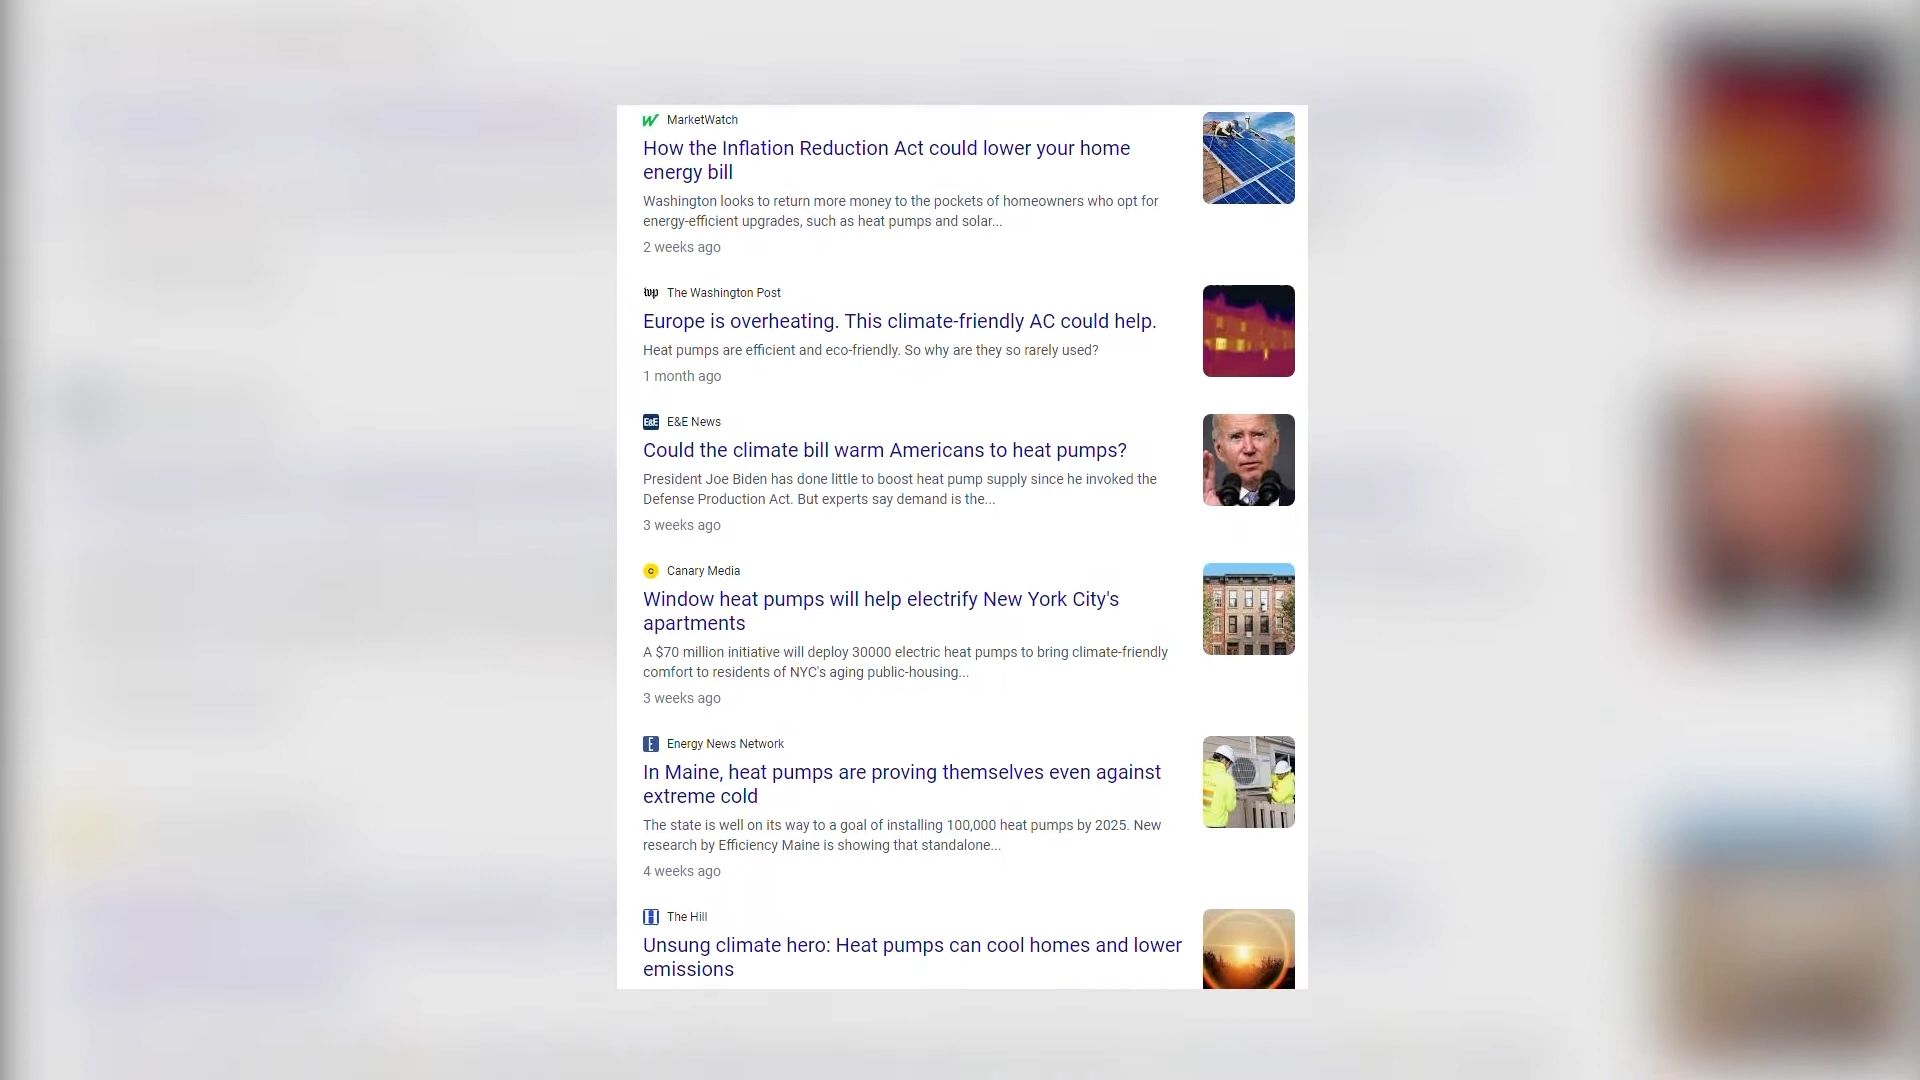 MarketWatch
How the Inflation Reduction Act could lower your home
energy bill
Washington looks to return more money to the pockets of homeowners who opt for
energy-efficient upgrades, such as heat pumps and solar...
2 weeks ago
wp The Washington Post
Europe is overheating. This climate-friendly AC could help.
Heat pumps are efficient and eco-friendly. So why are they so rarely used?
1 month ago
E&E E&E News
Could the climate bill warm Americans to heat pumps?
President Joe Biden has done little to boost heat pump supply since he invoked the
Defense Production Act. But experts say demand is the...
3 weeks ago
C Canary Media
Window heat pumps will help electrify New York City's
apartments
A $70 million initiative will deploy 30000 electric heat pumps to bring climate-friendly
comfort to residents of NYC's aging public-housing...
3 weeks ago
E Energy News Network
In Maine, heat pumps are proving themselves even against
extreme cold
The state is well on its way to a goal of installing 100,000 heat pumps by 2025. New
research by Efficiency Maine is showing that standalone...
4 weeks ago
H The Hill
Unsung climate hero: Heat pumps can cool homes and lower
emissions